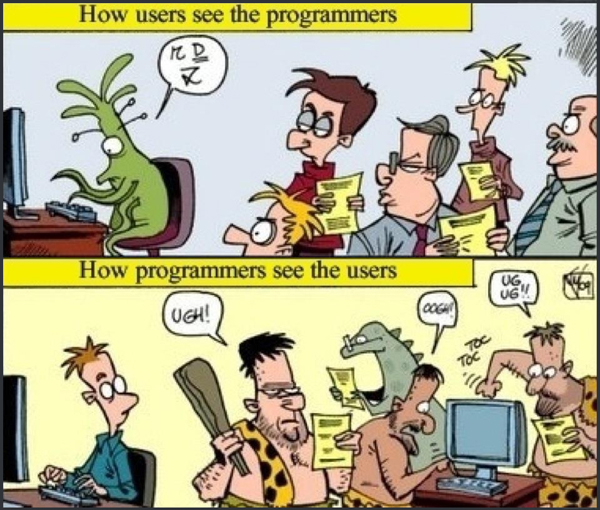 How users see the programmers
How programmers see the users
UGH!
OOGH!
UG
UG!!
TOC
TOC